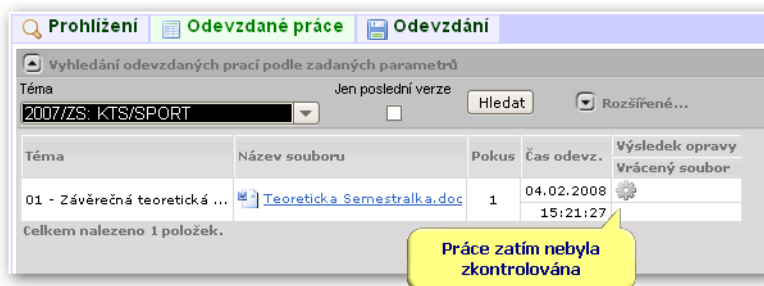 Prohlížení Odevzdané práce Odevzdání
Vyhledání odevzdaných prací podle zadaných parametrů
Téma Jen poslední verze
2007/ZS: KTS/SPORT Hledat Rozšířené...
Téma Název souboru Pokus Čas odevz. Výsledek opravy
Vrácený soubor
01 - Závěrečná teoretická ... Teoreticka Semestralka.doc 1 04.02.2008
15:21:27
Celkem nalezeno 1 položek.
Práce zatím nebyla
zkontrolována